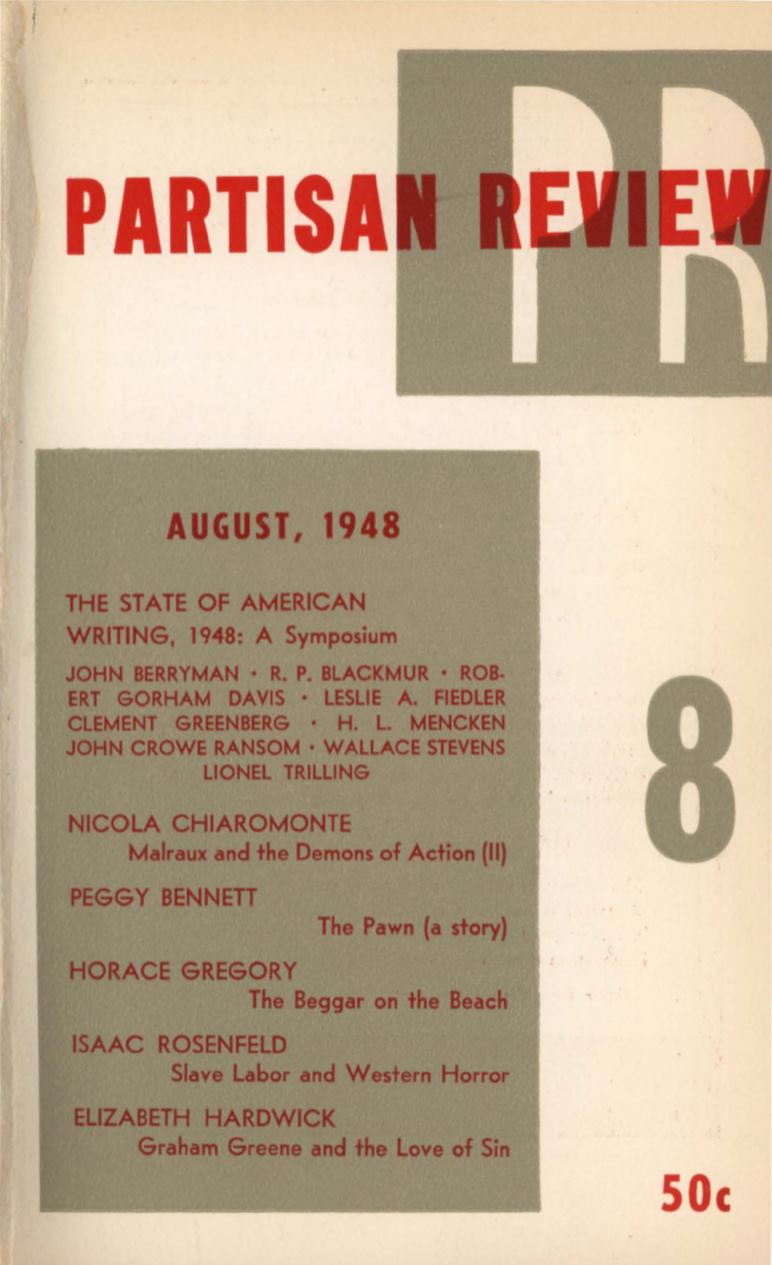 PR
PARTISAN REVIEW
AUGUST, 1948
THE STATE OF AMERICAN
WRITING, 1948: A Symposium
JOHN BERRYMAN • R. P. BLACKMUR • ROB-
ERT GORHAM DAVIS • LESLIE A. FIEDLER
CLEMENT GREENBERG • H. L. MENCKEN
JOHN CROWE RANSOM • WALLACE STEVENS
LIONEL TRILLING
NICOLA CHIAROMONTE
Malraux and the Demons of Action (II)
PEGGY BENNETT
The Pawn (a story)
HORACE GREGORY
The Beggar on the Beach
ISAAC ROSENFELD
Slave Labor and Western Horror
ELIZABETH HARDWICK
Graham Greene and the Love of Sin
8
50c